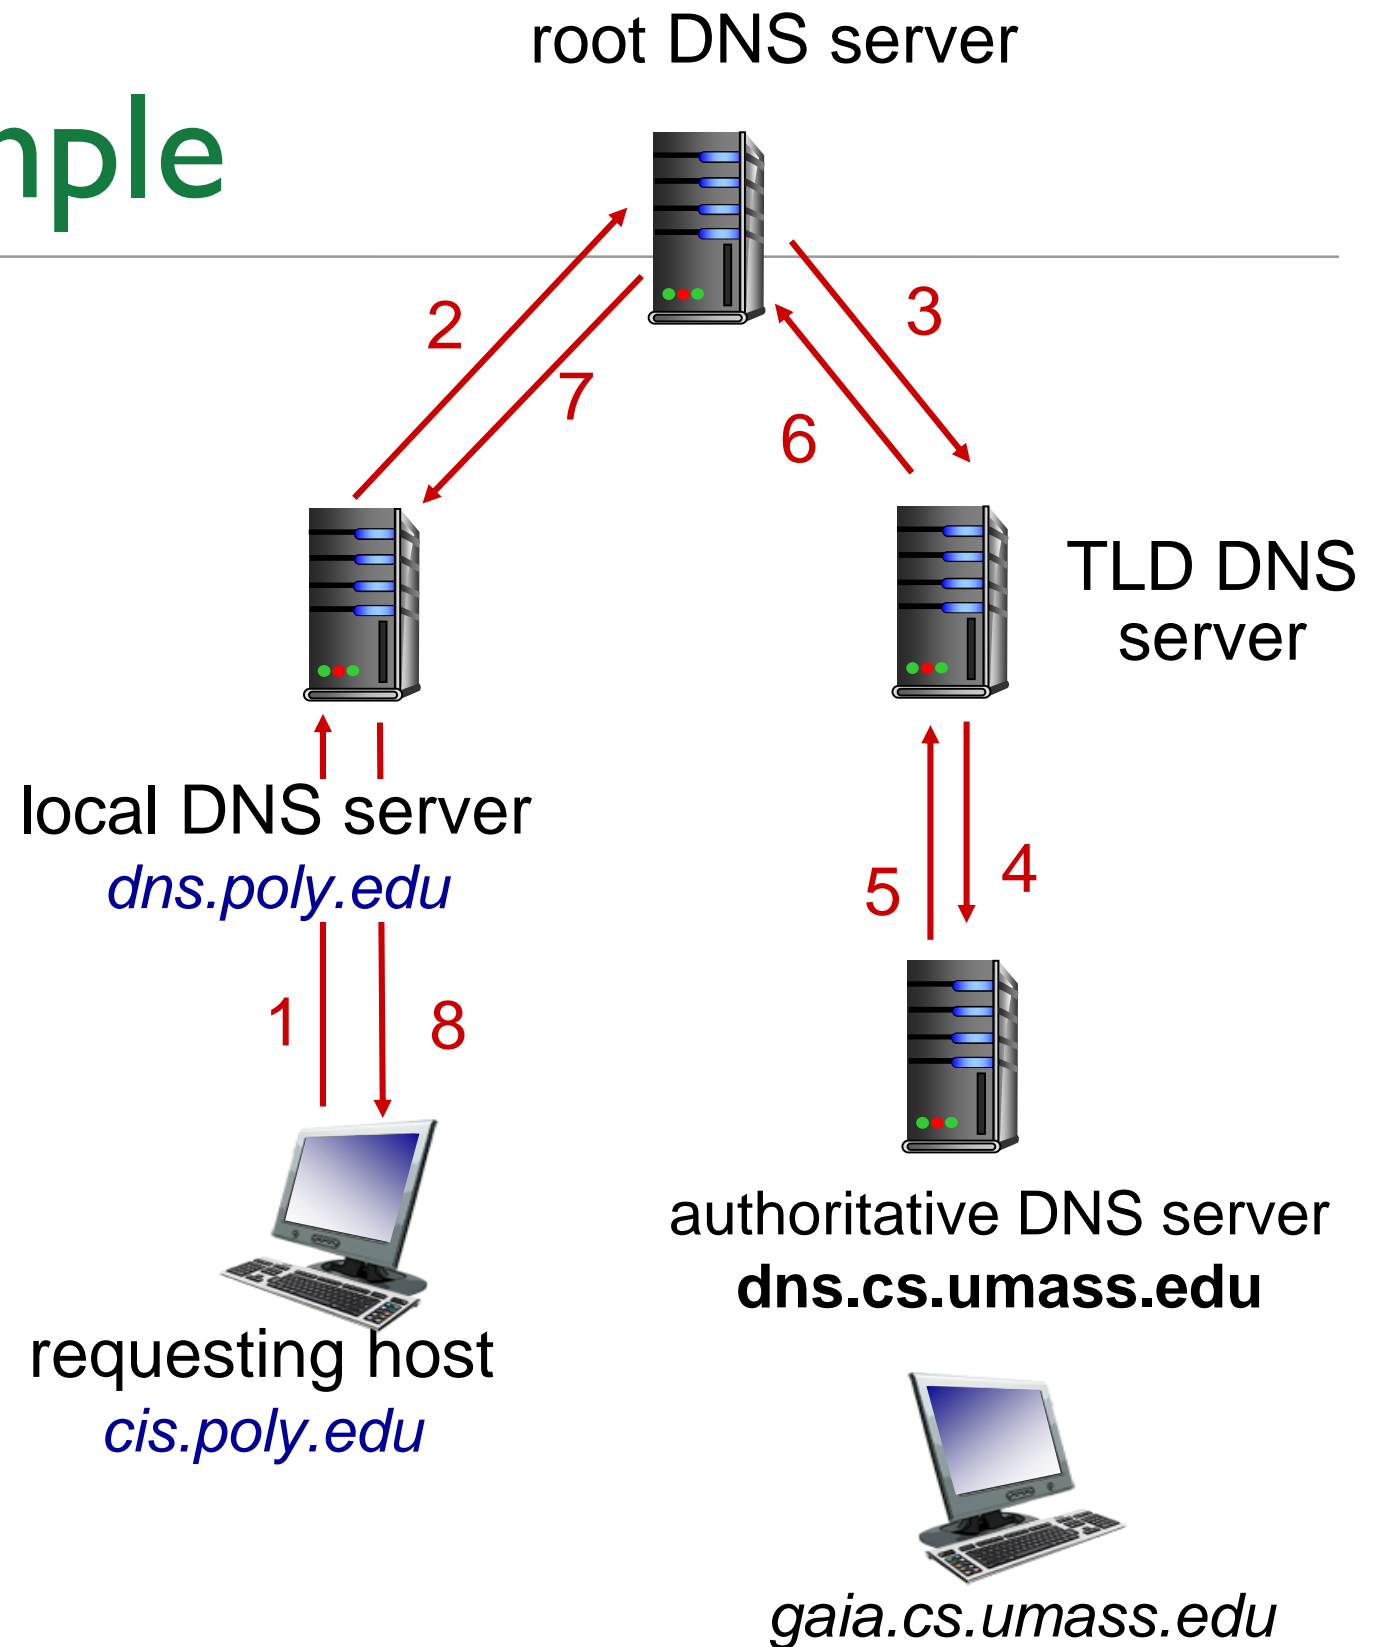 root DNS server
2
3
7
6
TLD DNS
server
local DNS server
dns.poly.edu
5
4
1
8
authoritative DNS server
dns.cs.umass.edu
requesting host
cis.poly.edu
gaia.cs.umass.edu